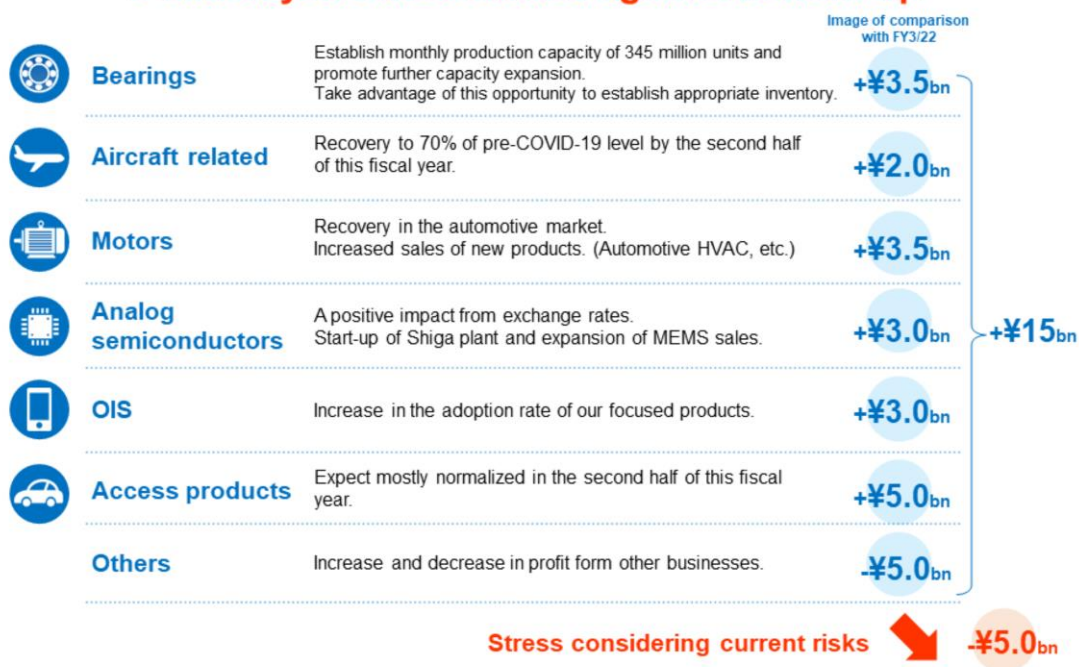 Image of comparison
with FY3/22
Bearings
Establish monthly production capacity of 345 million units and
promote further capacity expansion.
Take advantage of this opportunity to establish appropriate inventory.
+¥3.5bn
Aircraft related
Recovery to 70% of pre-COVID-19 level by the second half
of this fiscal year.
+¥2.0bn
Motors
Recovery in the automotive market.
Increased sales of new products. (Automotive HVAC, etc.)
+¥3.5bn
Analog
semiconductors
A positive impact from exchange rates.
Start-up of Shiga plant and expansion of MEMS sales.
+¥3.0bn
+¥15bn
OIS
Increase in the adoption rate of our focused products.
+¥3.0bn
Access products
Expect mostly normalized in the second half of this fiscal
year.
+¥5.0bn
Others
Increase and decrease in profit form other businesses.
-¥5.0bn
Stress considering current risks
-¥5.0bn